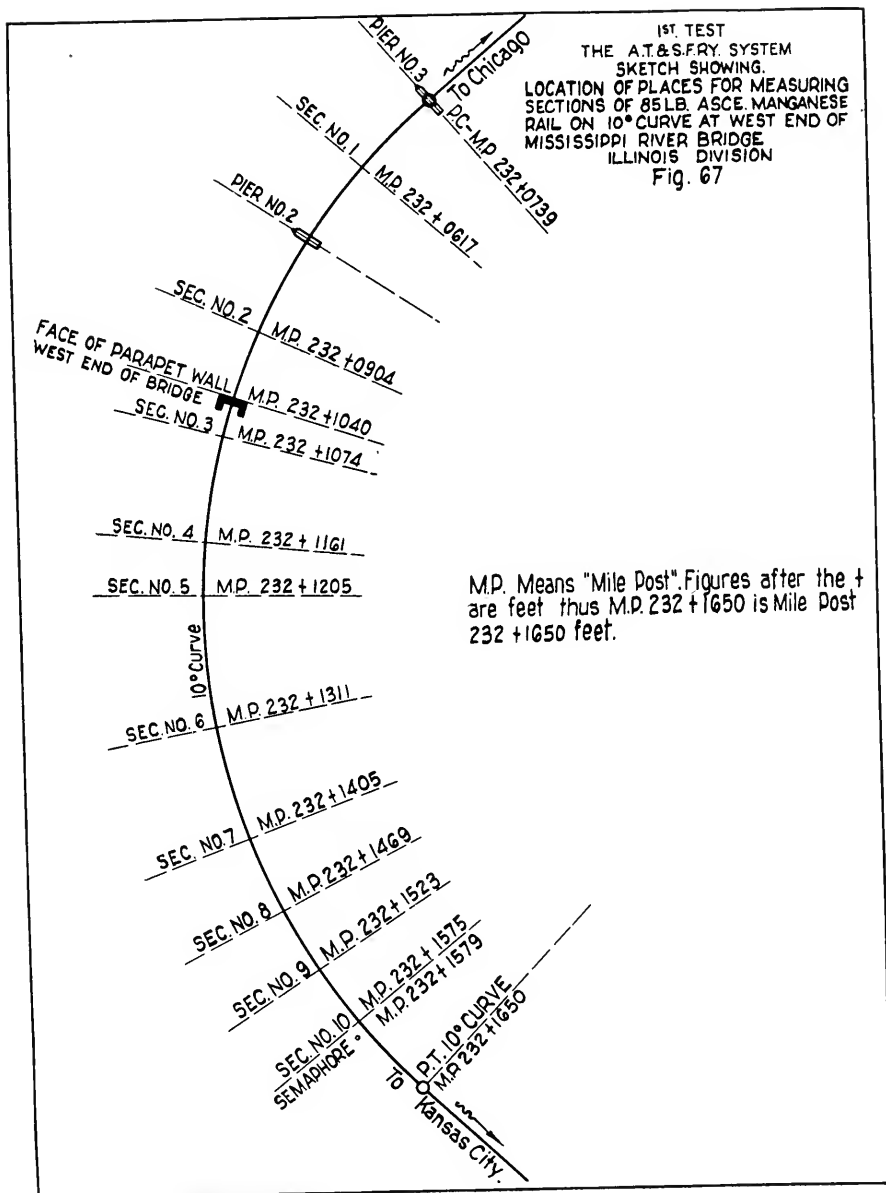 1ST. TEST
THE A.T.&S.F.RY. SYSTEM
SKETCH SHOWING.
LOCATION OF PLACES FOR MEASURING
SECTIONS OF 85LB. ASCE. MANGANESE
RAIL ON 10° CURVE AT WEST END OF
MISSISSIPPI RIVER BRIDGE
ILLINOIS DIVISION
Fig. 67
To Chicago
PIER NO.3
P.C-M.P. 232+0739
SEC. NO. 1 M.P. 232 + 0617
PIER NO.2
SEC. NO. 2 M.P. 232 +0904
FACE OF PARAPET WALL M.P. 232+1040
WEST END OF BRIDGE
SEC. NO. 3 M.P. 232 +1074
SEC. NO. 4 M.P. 232 + 1161
SEC. NO. 5 M.P. 232 +1205
M.P. Means "Mile Post". Figures after the +
are feet thus M.P. 232 +1650 is Mile Post
232 +1650 feet.
10° Curve
SEC. NO. 6 M.P. 232 + 1311
SEC. NO. 7 M.P. 232+1405
SEC. NO. 8 M.P. 232+1469
SEC. NO. 9 M.P. 232+1523
SEC. NO. 10 M.P. 232 + 1575
SEMAPHORE M.P. 232 + 1579
P.T. 10° CURVE
M.P. 232+1650
To Kansas City.